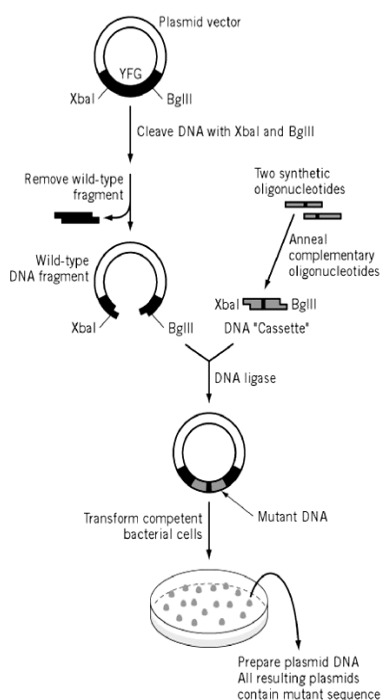 Plasmid vector
YFG
XbaI
BglII
Cleave DNA with XbaI and BglII
Remove wild-type
fragment
Two synthetic
oligonucleotides
Anneal
complementary
oligonucleotides
Wild-type
DNA fragment
XbaI
BglII
XbaI
BglII
DNA "Cassette"
DNA ligase
Mutant DNA
Transform competent
bacterial cells
Prepare plasmid DNA
All resulting plasmids
contain mutant sequence